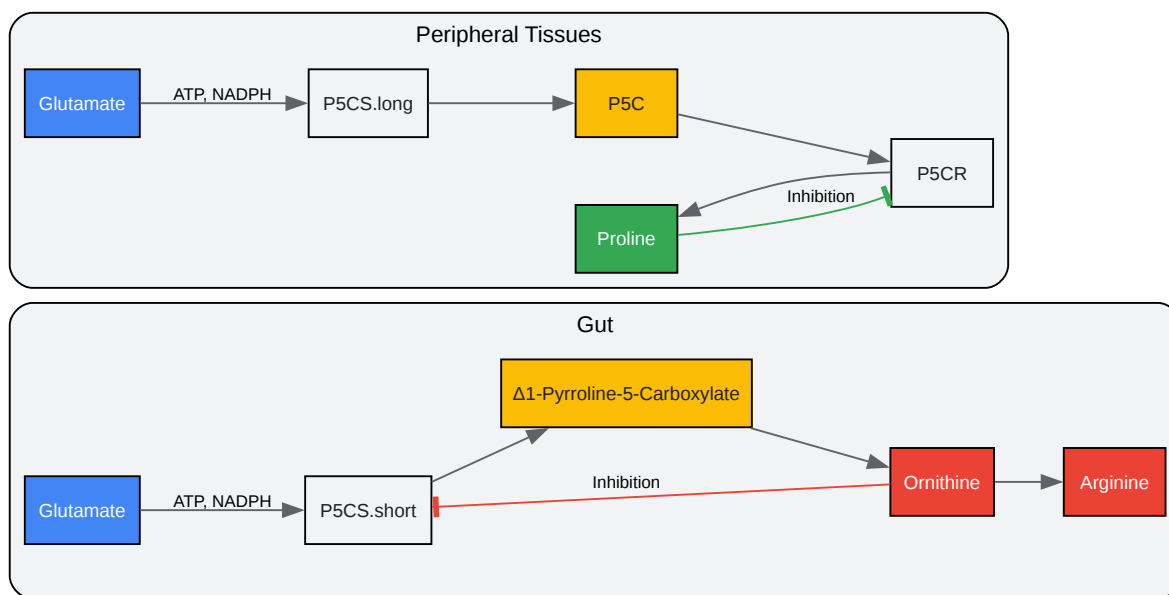 Peripheral Tissues
Glutamate
ATP, NADPH
P5CS.long
P5C
P5CR
Inhibition
Proline
Gut
Δ1-Pyrroline-5-Carboxylate
Glutamate
ATP, NADPH
P5CS.short
Inhibition
Ornithine
Arginine